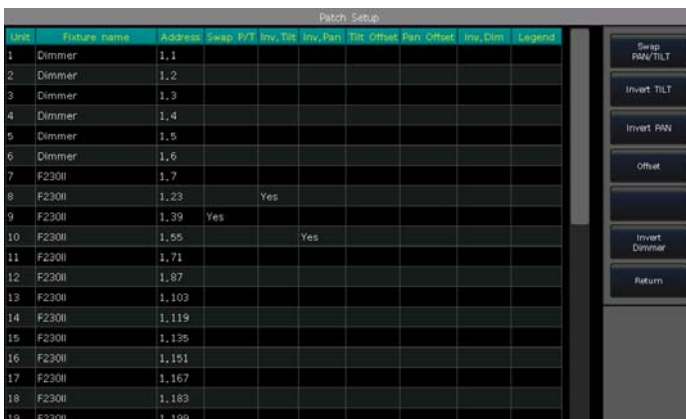 Patch Setup
Unit Fixture name Address Swap P/T Inv, Tilt Inv, Pan Tilt Offset Pan Offset Inv, Dim Legend
1 Dimmer 1,1
2 Dimmer 1,2
3 Dimmer 1,3
4 Dimmer 1,4
5 Dimmer 1,5
6 Dimmer 1,6
7 F230II 1,7
8 F230II 1,23 Yes
9 F230II 1,39 Yes
10 F230II 1,55 Yes
11 F230II 1,71
12 F230II 1,87
13 F230II 1,103
14 F230II 1,119
15 F230II 1,135
16 F230II 1,151
17 F230II 1,167
18 F230II 1,183
19 F230II 1,199
Swap
PAN/TILT
Invert TILT
Invert PAN
Offset
Invert
Dimmer
Return